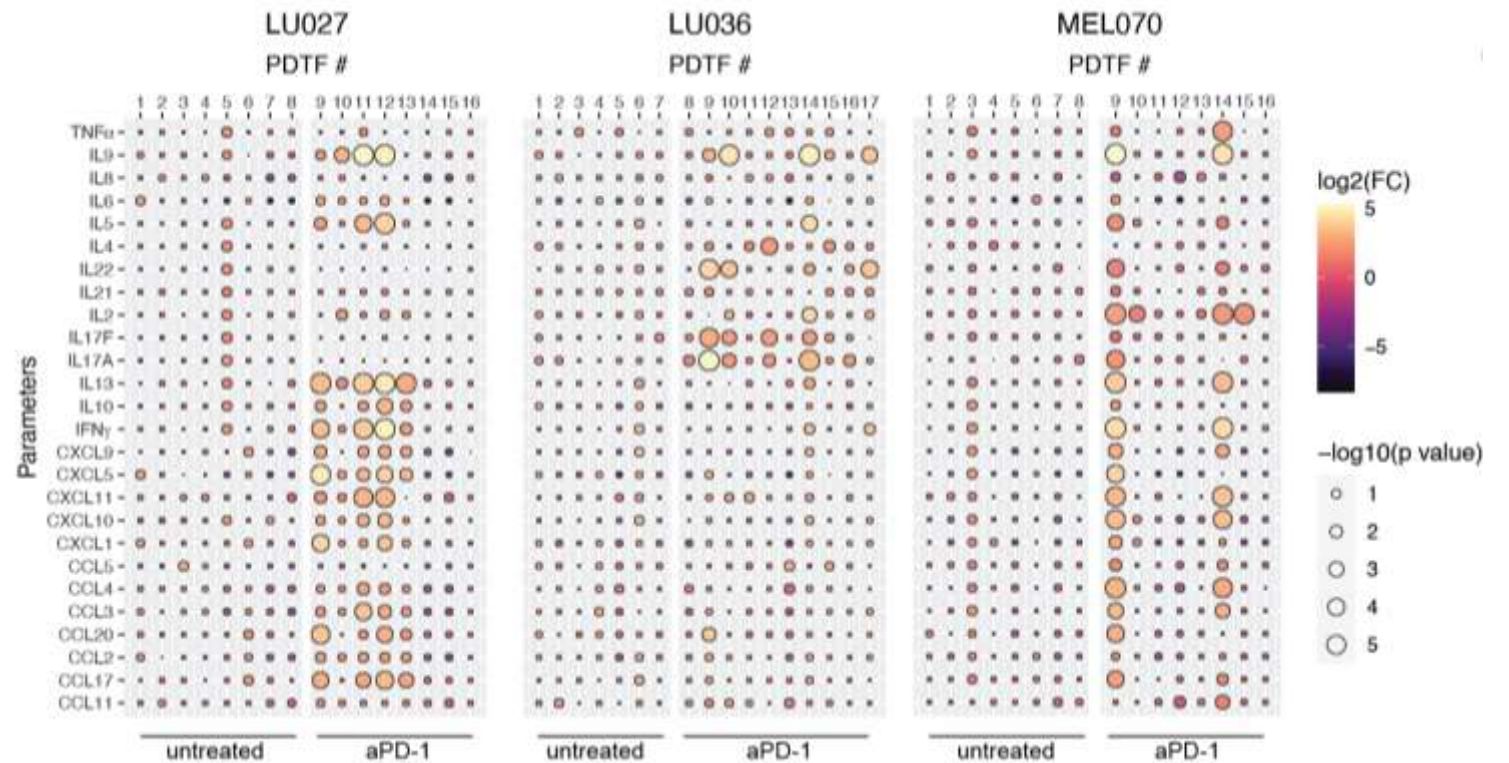 LU027 LU036 MEL070
PDTF # PDTF # PDTF #
1 2 3 4 5 6 7 8 9 10 11 12 13 14 15 16 1 2 3 4 5 6 7 8 9 10 11 12 13 14 15 16 17 1 2 3 4 5 6 7 8 9 10 11 12 13 14 15 16
Parameters
TNFα
IL9
IL8
IL6
IL5
IL4
IL22
IL21
IL2
IL17F
IL17A
IL13
IL10
IFNγ
CXCL9
CXCL5
CXCL11
CXCL10
CXCL1
CCL5
CCL4
CCL3
CCL20
CCL2
CCL17
CCL11
untreated aPD-1 untreated aPD-1 untreated aPD-1
log2(FC)
5
0
−5
−log10(p value)
1
2
3
4
5